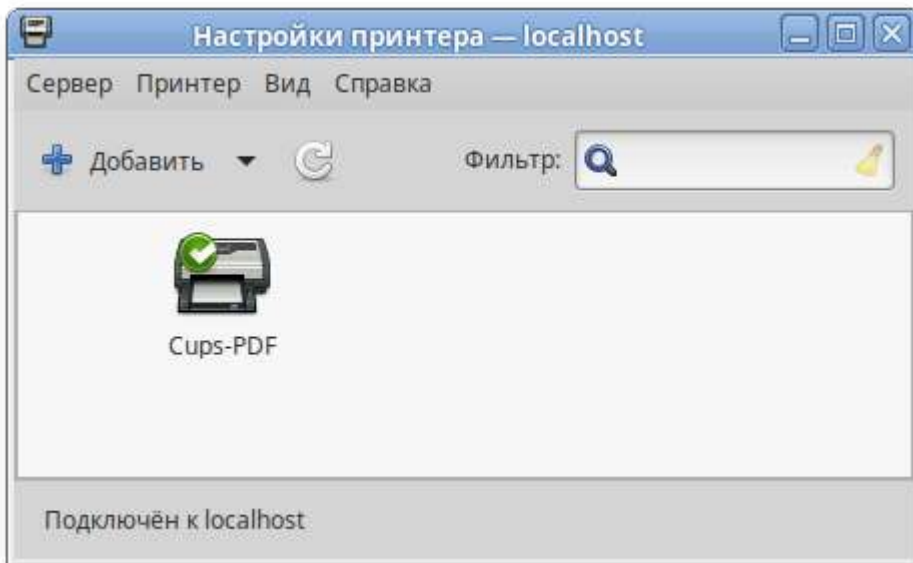 Настройки принтера — localhost
Сервер Принтер Вид Справка
Добавить Фильтр:
Cups-PDF
Подключён к localhost